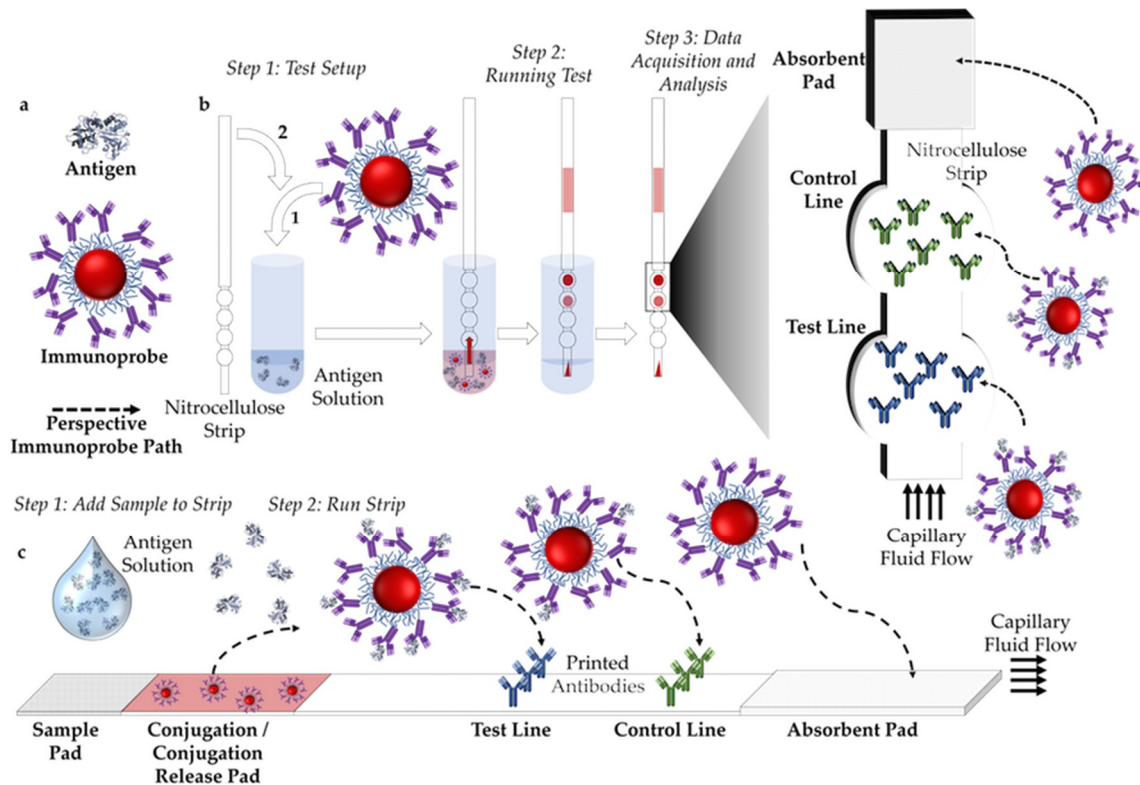 a
Antigen
Immunoprobe
Perspective
Immunoprobe Path
b
Step 1: Test Setup
2
1
Nitrocellulose
Strip
Antigen
Solution
Step 2:
Running Test
Step 3: Data
Acquisition and
Analysis
Absorbent
Pad
Nitrocellulose
Strip
Control
Line
Test Line
Capillary
Fluid Flow
Step 1: Add Sample to Strip
Step 2: Run Strip
c
Antigen
Solution
Printed
Antibodies
Capillary
Fluid Flow
Sample
Pad
Conjugation /
Conjugation
Release Pad
Test Line
Control Line
Absorbent Pad